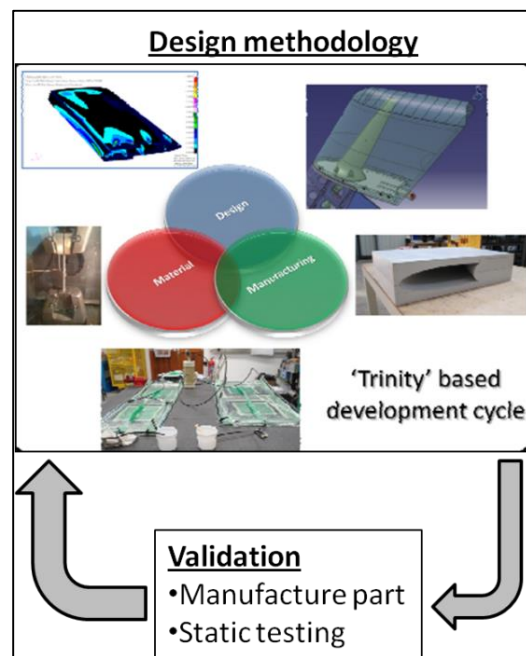 Design methodology
Design
Material
Manufacturing
'Trinity' based
development cycle
Validation
•Manufacture part
•Static testing